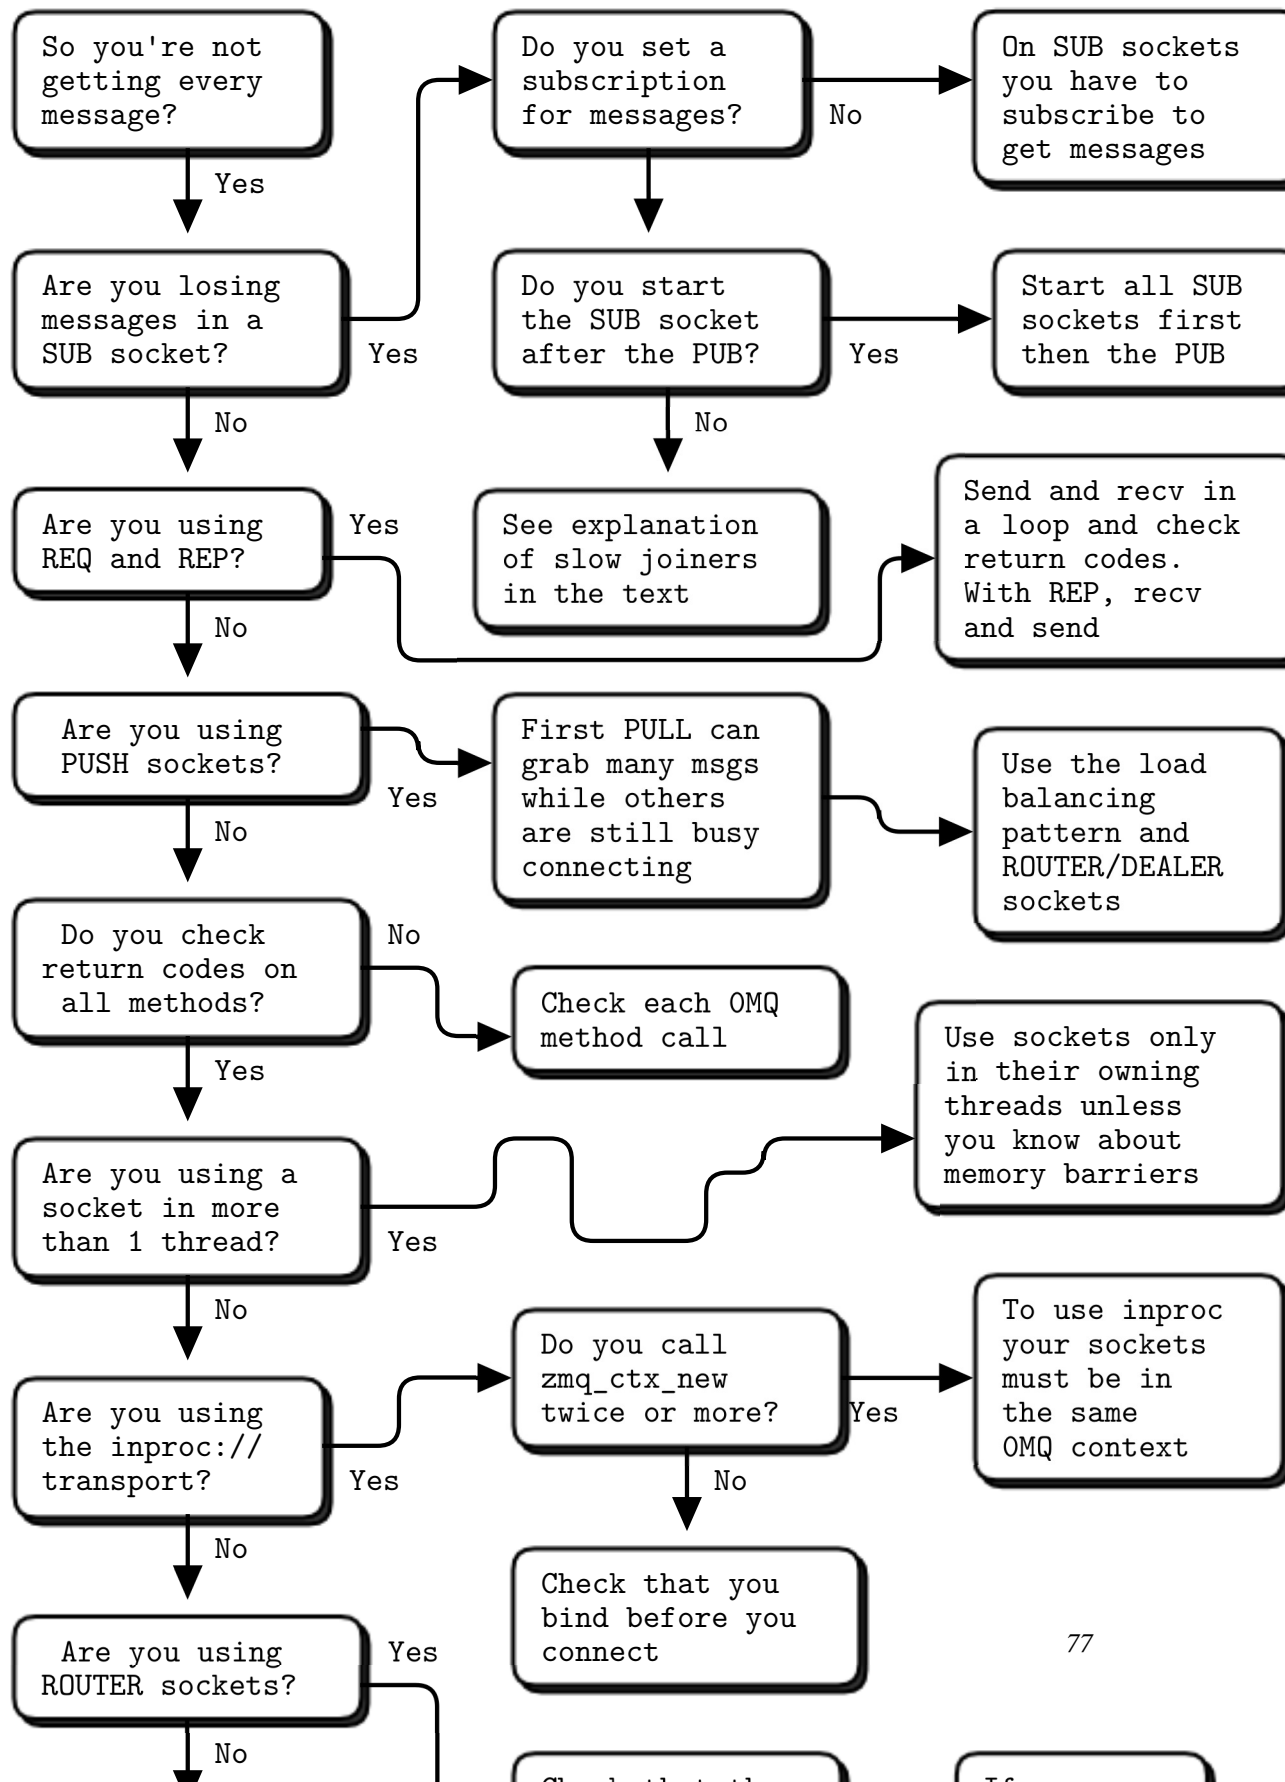 So you're not
getting every
message?
Yes
Do you set a
subscription
for messages?
No
On SUB sockets
you have to
subscribe to
get messages
Are you losing
messages in a
SUB socket?
Yes
No
Do you start
the SUB socket
after the PUB?
Yes
No
Start all SUB
sockets first
then the PUB
Are you using
REQ and REP?
Yes
No
See explanation
of slow joiners
in the text
Send and recv in
a loop and check
return codes.
With REP, recv
and send
Are you using
PUSH sockets?
Yes
No
First PULL can
grab many msgs
while others
are still busy
connecting
Use the load
balancing
pattern and
ROUTER/DEALER
sockets
Do you check
return codes on
all methods?
No
Yes
Check each OMQ
method call
Use sockets only
in their owning
threads unless
you know about
memory barriers
Are you using a
socket in more
than 1 thread?
Yes
No
Do you call
zmq_ctx_new
twice or more?
Yes
No
To use inproc
your sockets
must be in
the same
OMQ context
Are you using
the inproc://
transport?
Yes
No
Check that you
bind before you
connect
77
Are you using
ROUTER sockets?
Yes
No
Check that the
If